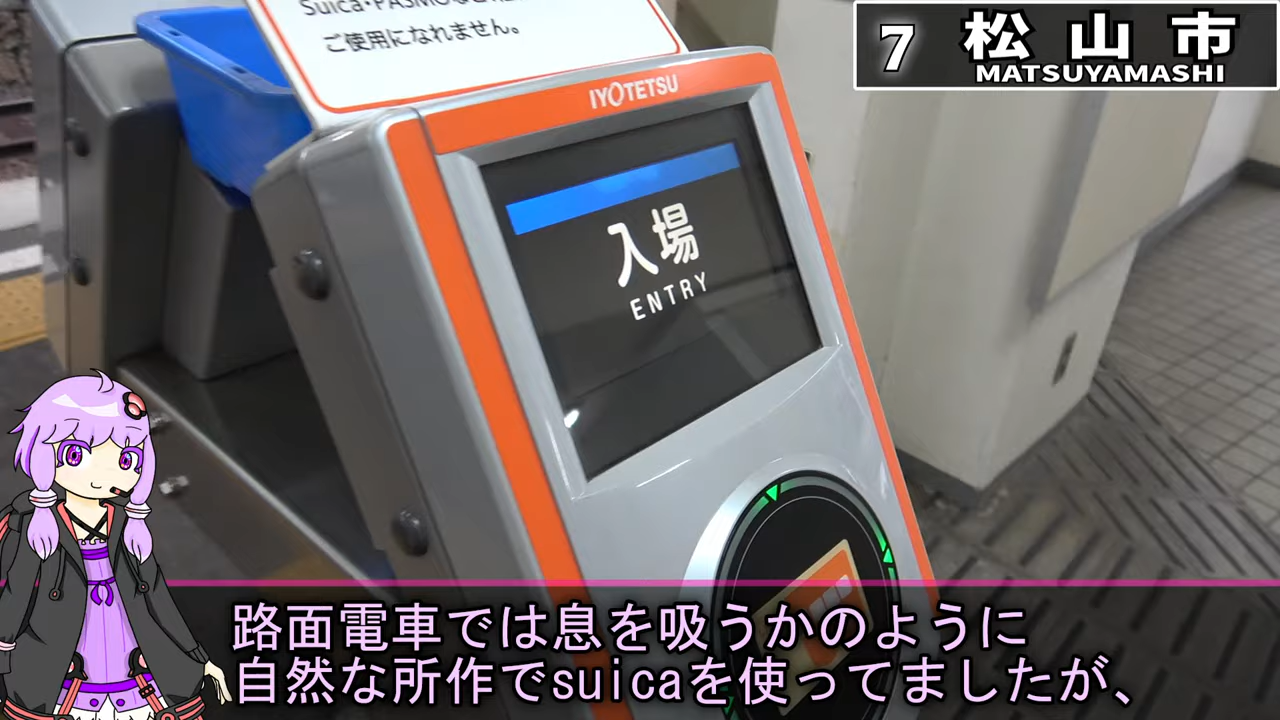 Suica・PASMO
ご使用になれません。
7 松山市
MATSUYAMASHI
IYOTETSU
入場
ENTRY
路面電車では息を吸うかのように
自然な所作でsuicaを使ってましたが、